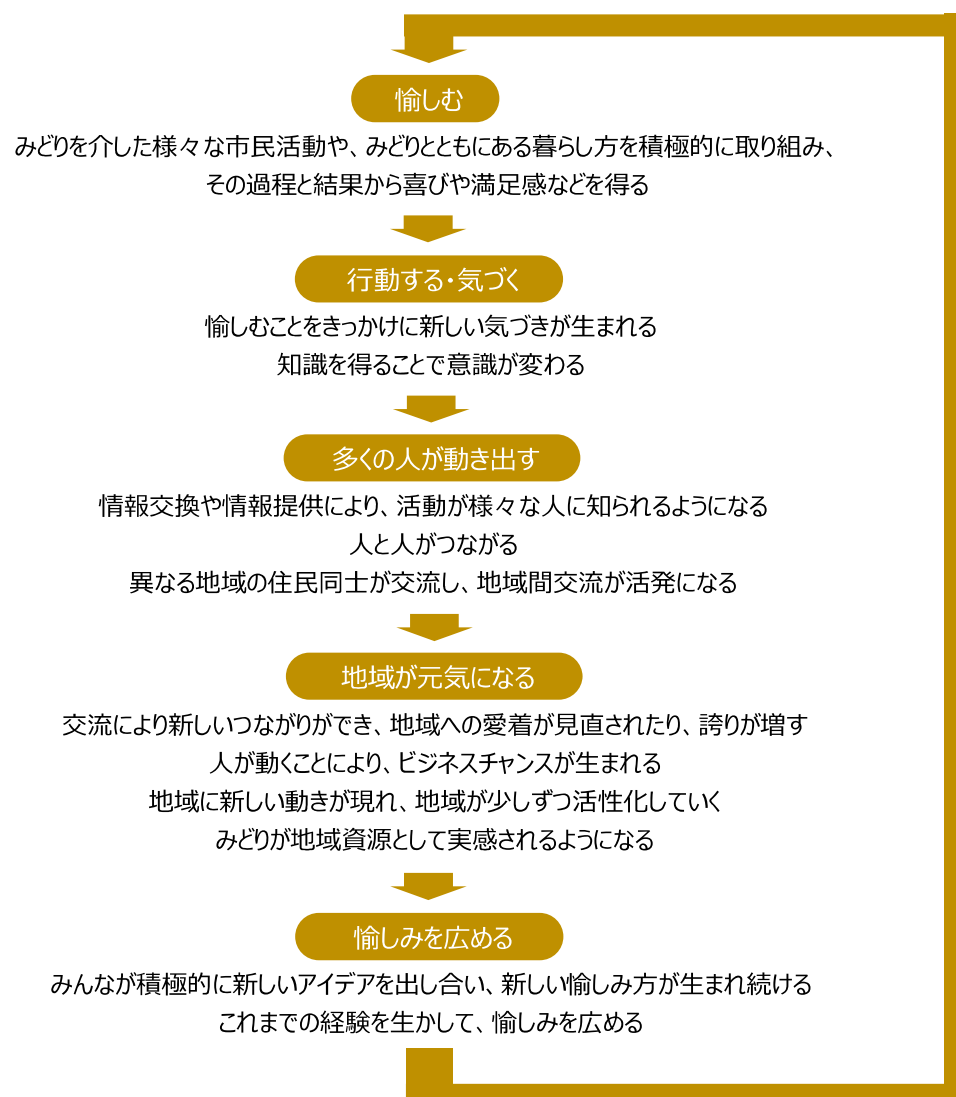 愉しむ
みどりを介した様々な市民活動や、みどりとともにある暮らし方を積極的に取り組み、
その過程と結果から喜びや満足感などを得る
行動する・気づく
愉しむことをきっかけに新しい気づきが生まれる
知識を得ることで意識が変わる
多くの人が動き出す
情報交換や情報提供により、活動が様々な人に知られるようになる
人と人がつながる
異なる地域の住民同士が交流し、地域間交流が活発になる
地域が元気になる
交流により新しいつながりができ、地域への愛着が見直されたり、誇りが増す
人が動くことにより、ビジネスチャンスが生まれる
地域に新しい動きが現れ、地域が少しずつ活性化していく
みどりが地域資源として実感されるようになる
愉しみを広める
みんなが積極的に新しいアイデアを出し合い、新しい愉しみ方が生まれ続ける
これまでの経験を生かして、愉しみを広める